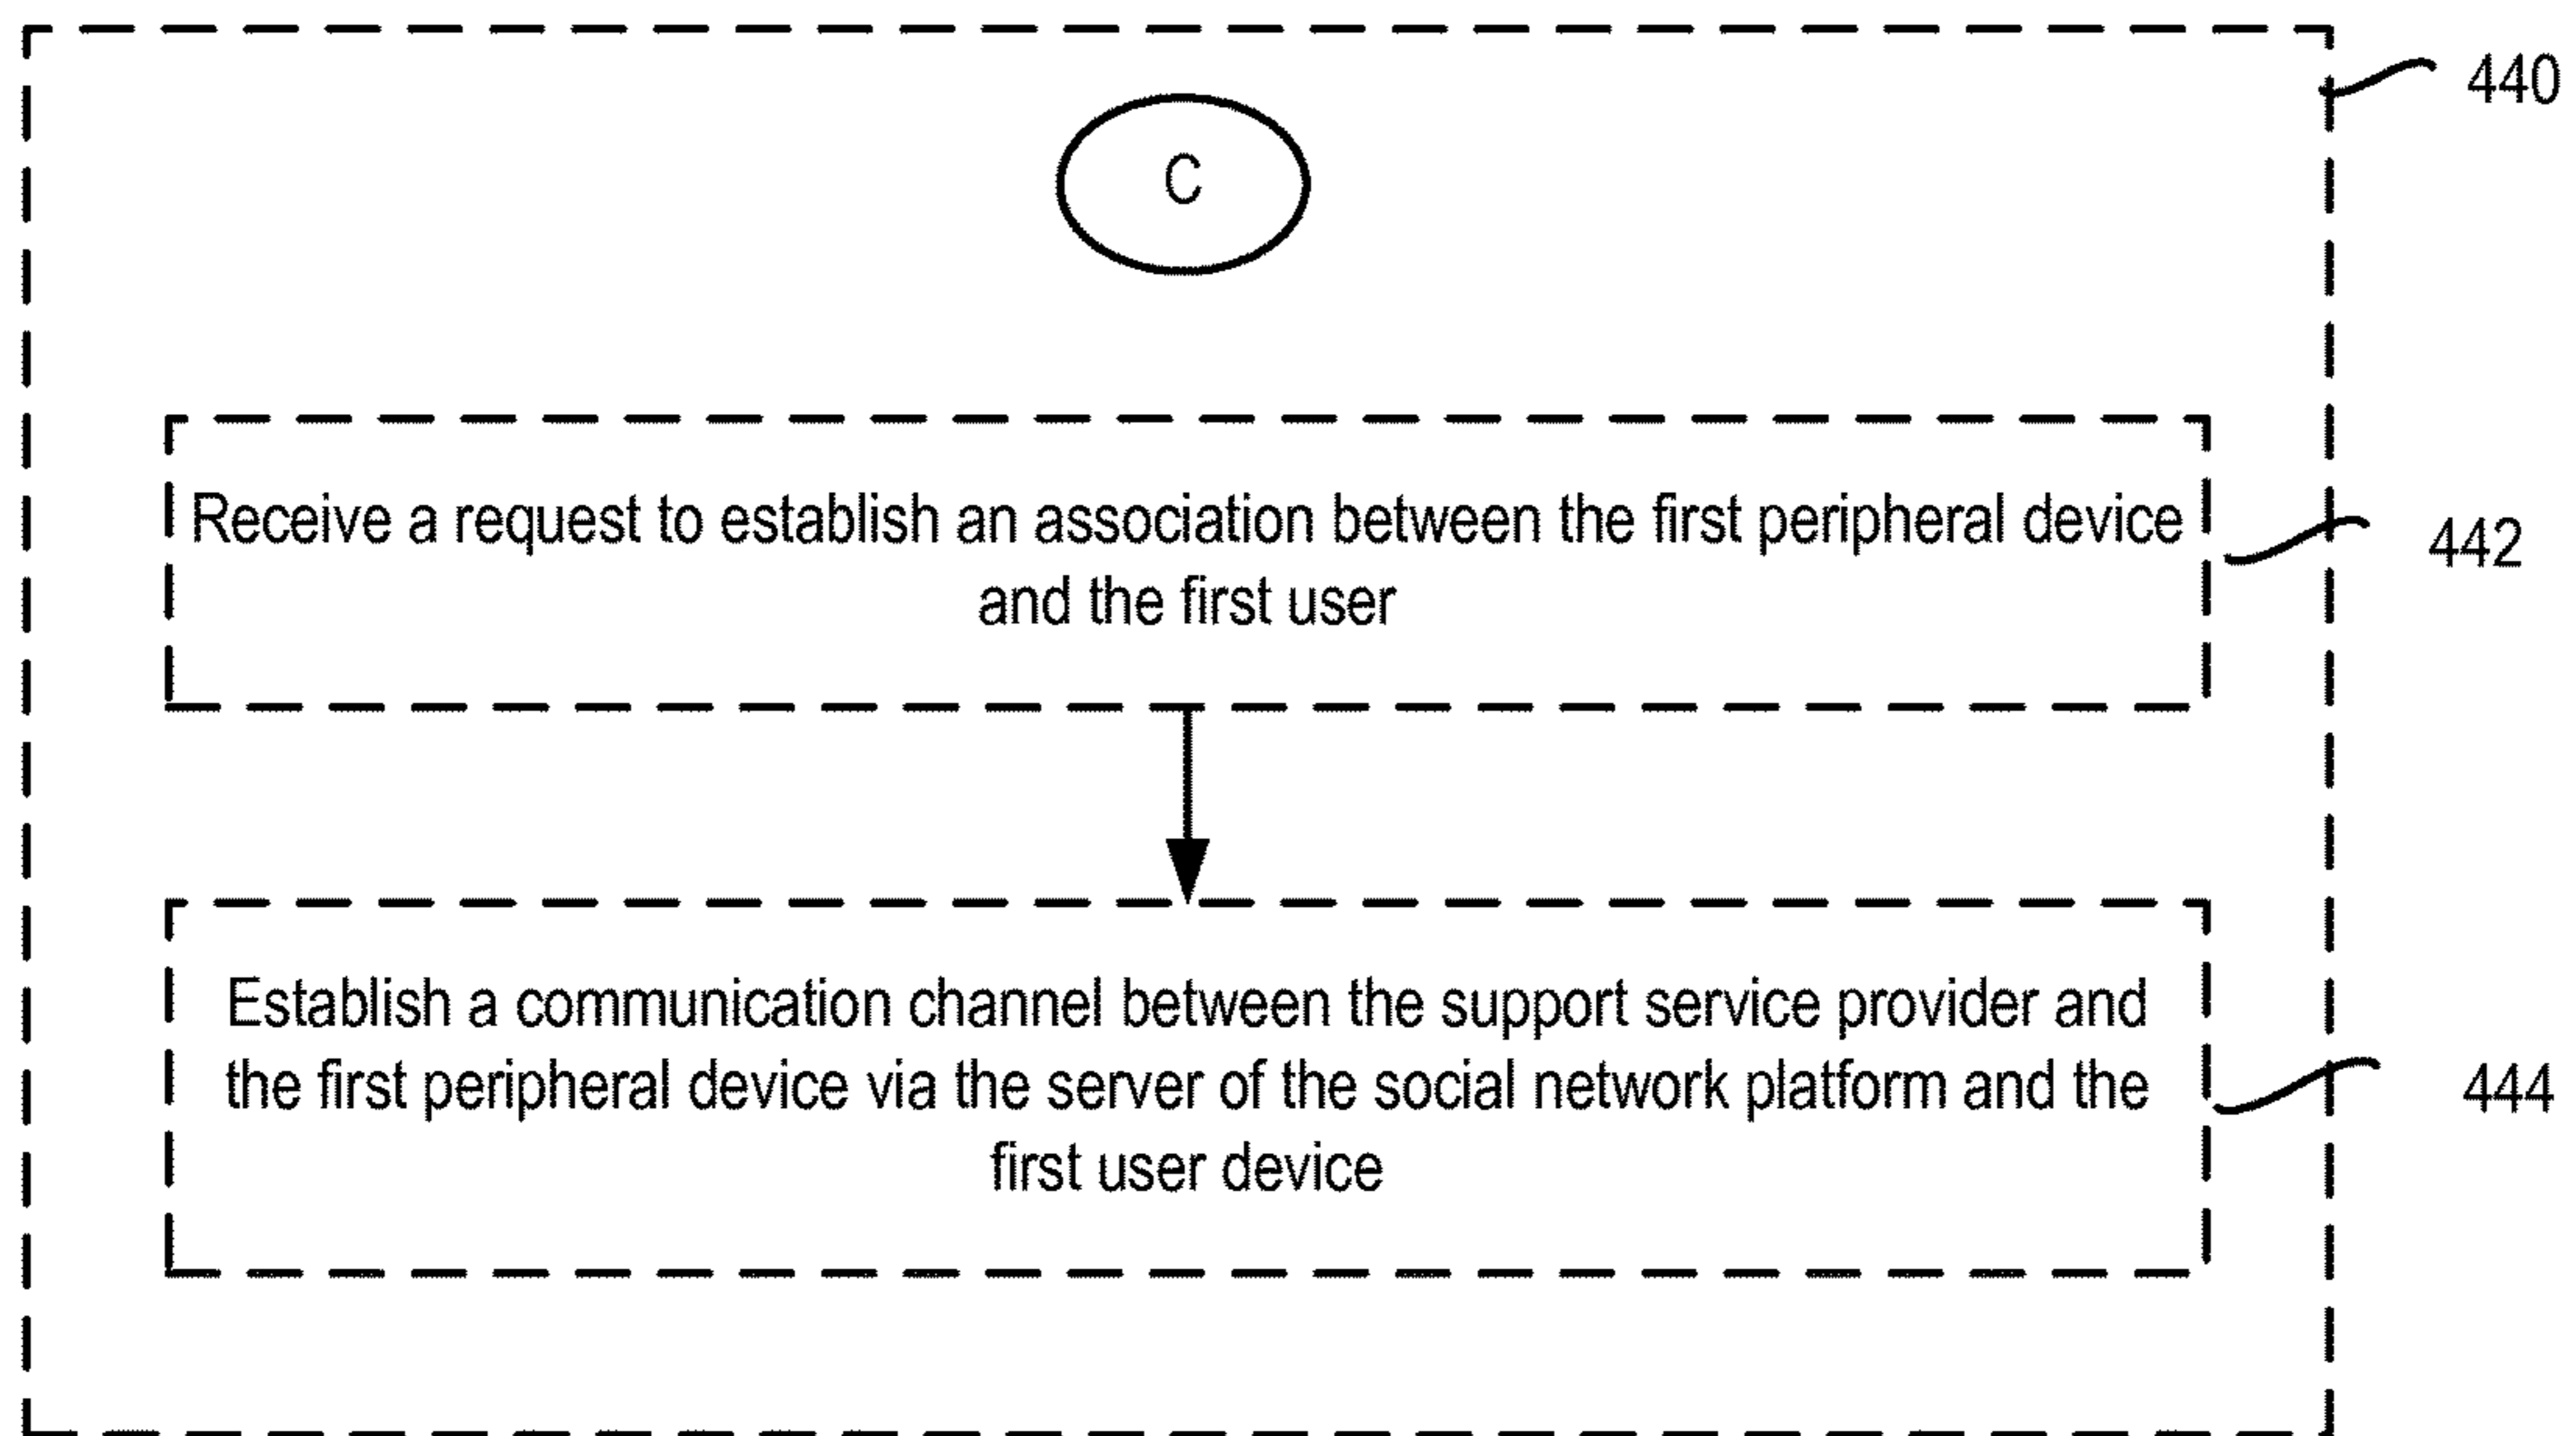 440
C
Receive a request to establish an association between the first peripheral device
and the first user
442
Establish a communication channel between the support service provider and
the first peripheral device via the server of the social network platform and the
first user device
444